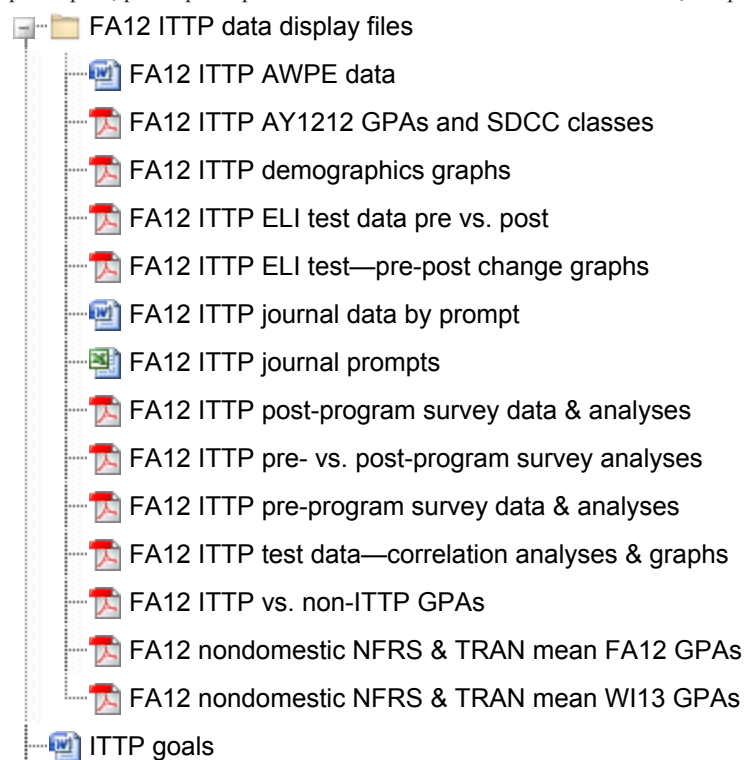 FA12 ITTP data display files
FA12 ITTP AWPE data
FA12 ITTP AY1212 GPAs and SDCC classes
FA12 ITTP demographics graphs
FA12 ITTP ELI test data pre vs. post
FA12 ITTP ELI test—pre-post change graphs
FA12 ITTP journal data by prompt
FA12 ITTP journal prompts
FA12 ITTP post-program survey data & analyses
FA12 ITTP pre- vs. post-program survey analyses
FA12 ITTP pre-program survey data & analyses
FA12 ITTP test data—correlation analyses & graphs
FA12 ITTP vs. non-ITTP GPAs
FA12 nondomestic NFRS & TRAN mean FA12 GPAs
FA12 nondomestic NFRS & TRAN mean WI13 GPAs
ITTP goals